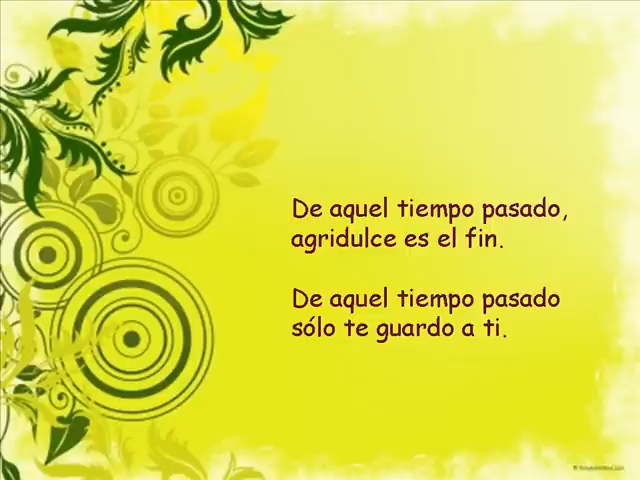 De aquel tiempo pasado,
agridulce es el fin.
De aquel tiempo pasado
sólo te guardo a ti.